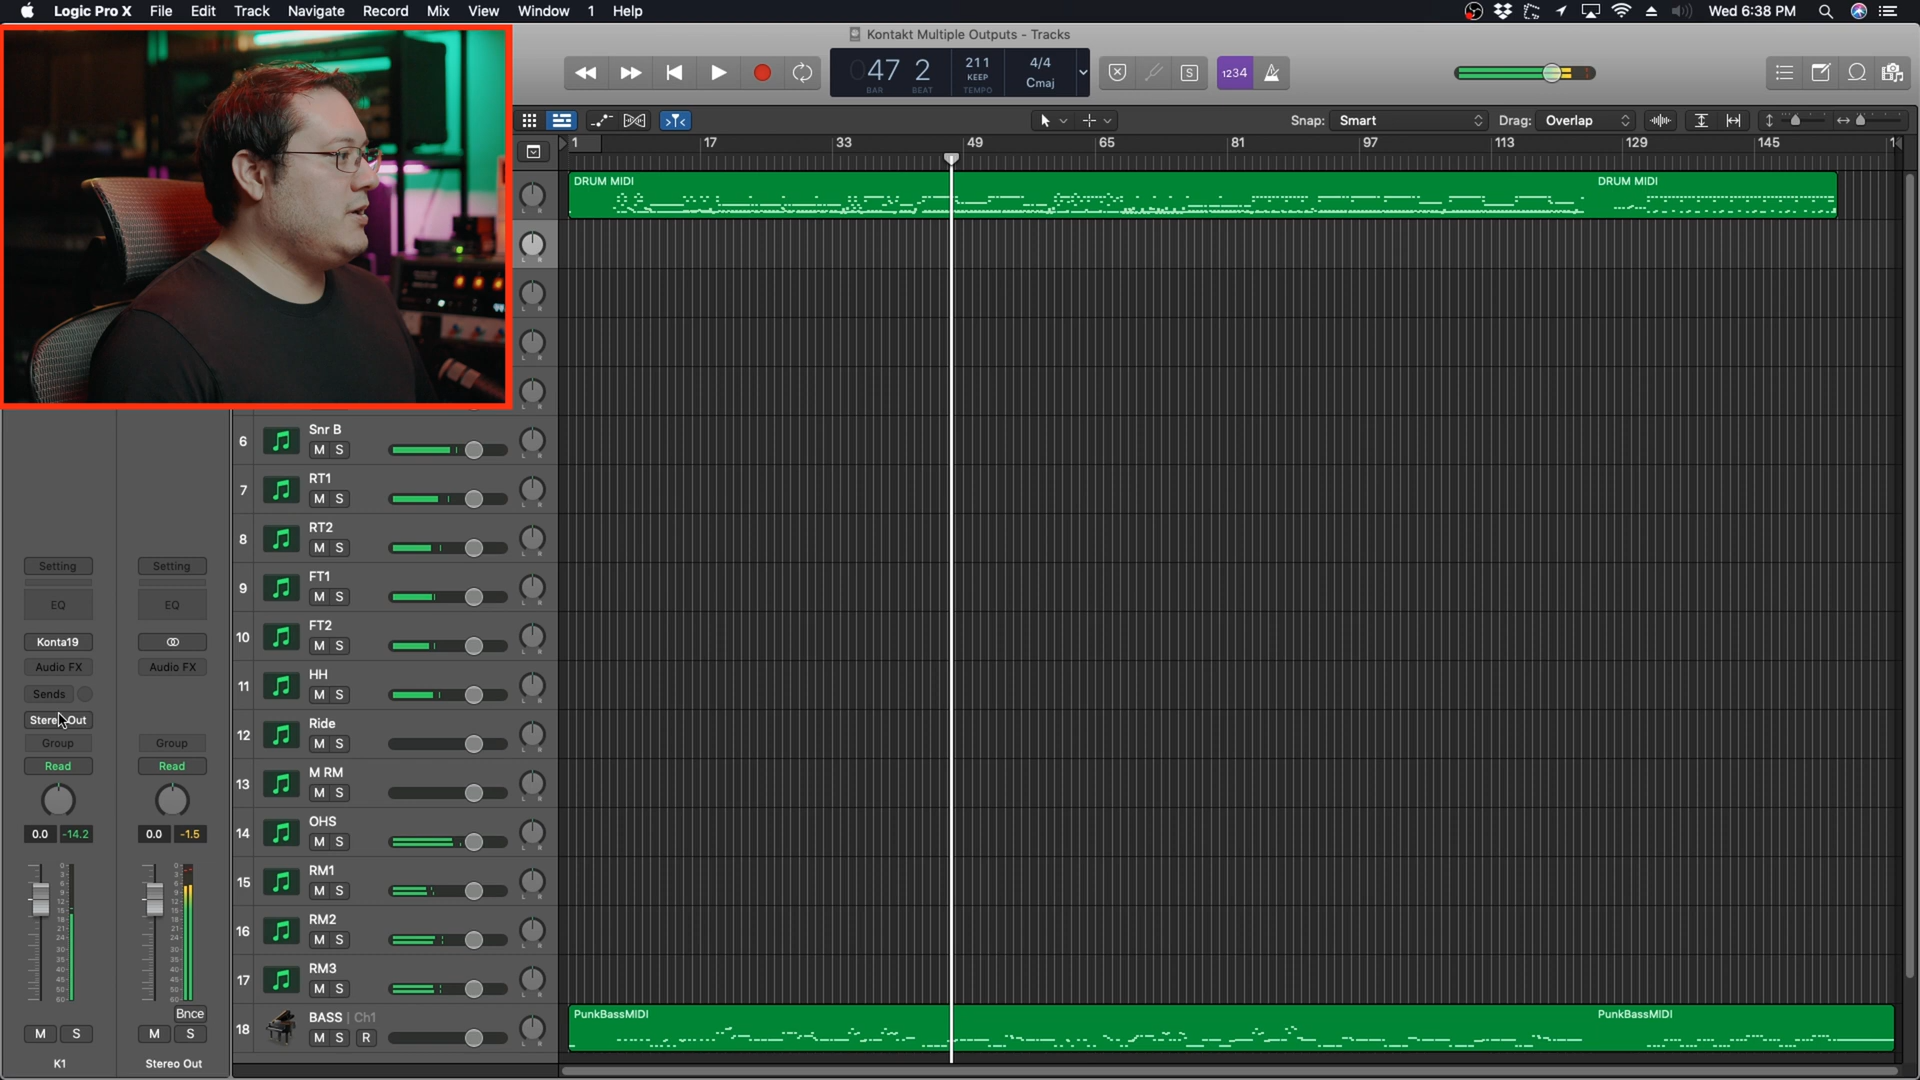 Logic Pro X File Edit Track Navigate Record Mix View Window 1 Help
Wed 6:38 PM
Kontakt Multiple Outputs - Tracks
47 2 211 4/4
KEEP Cmaj
BAR BEAT TEMPO
S 1234
Snap: Smart Drag: Overlap
1 17 33 49 65 81 97 113 129 145
DRUM MIDI DRUM MIDI
6 Snr B
M S
7 RT1
M S
8 RT2
M S
9 FT1
M S
10 FT2
M S
11 HH
M S
12 Ride
M S
13 M RM
M S
14 OHS
M S
15 RM1
M S
16 RM2
M S
17 RM3
M S
18 BASS | Ch1
M S R
PunkBassMIDI PunkBassMIDI
Setting Setting
EQ EQ
Konta19
Audio FX Audio FX
Sends
Stereo Out
Group Group
Read Read
0.0 -14.2 0.0 -1.5
Bnce
M S M S
K1 Stereo Out